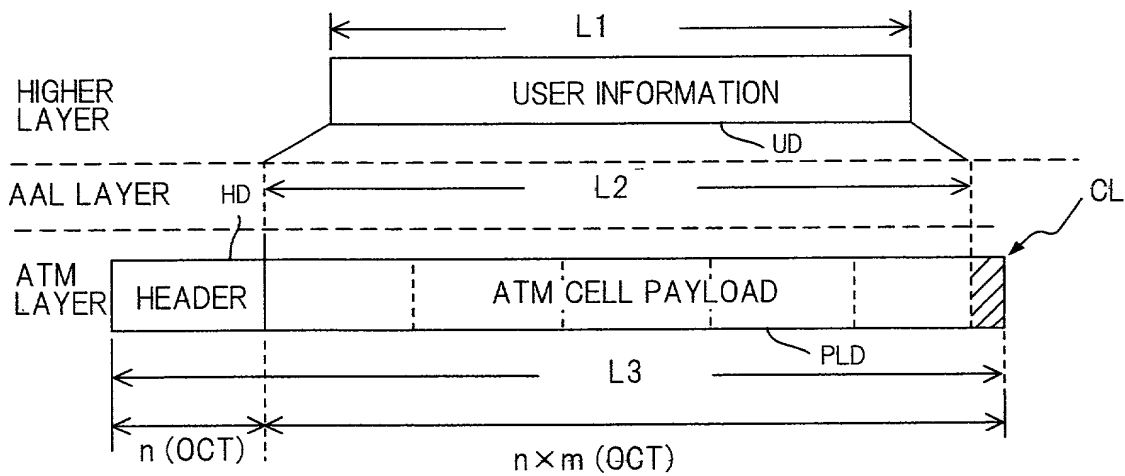 L1
HIGHER
LAYER
USER INFORMATION
UD
AAL LAYER
HD
L2
CL
ATM
LAYER
HEADER
ATM CELL PAYLOAD
PLD
L3
n (OCT)
n×m (OCT)